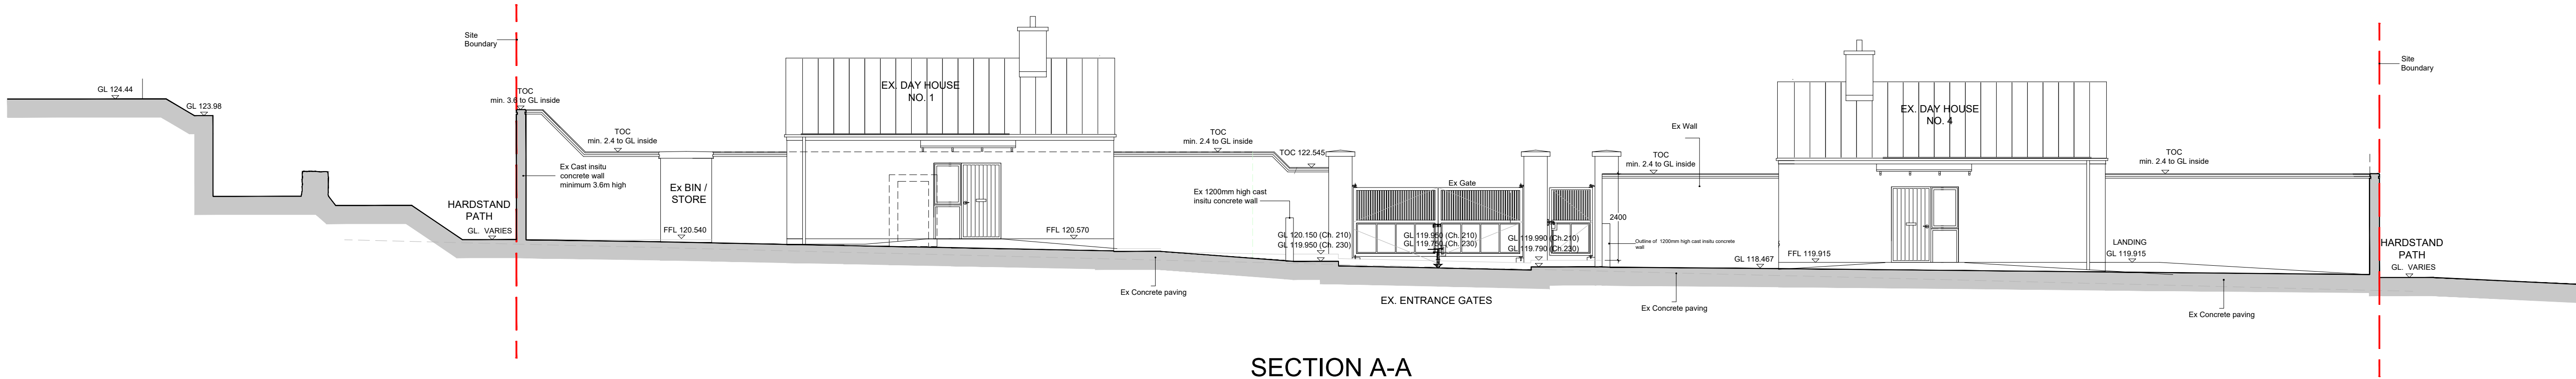 Site
Boundary
GL 124.44
GL 123.98
TOC
min. 3.6 to GL inside
TOC
min. 2.4 to GL inside
Ex Cast insitu
concrete wall
minimum 3.6m high
HARDSTAND
PATH
GL. VARIES
Ex BIN /
STORE
FFL 120.540
EX. DAY HOUSE
NO. 1
FFL 120.570
TOC
min. 2.4 to GL inside
TOC 122.545
Ex 1200mm high cast
insitu concrete wall
GL 120.150 (Ch. 210)
GL 119.950 (Ch. 230)
Ex Concrete paving
Ex Gate
GL 119.950 (Ch. 210)
GL 119.750 (Ch. 230)
GL 119.990 (Ch.210)
GL 119.790 (Ch.230)
EX. ENTRANCE GATES
2400
Outline of 1200mm high cast insitu concrete
wall
TOC
min. 2.4 to GL inside
Ex Wall
GL 118.467
Ex Concrete paving
EX. DAY HOUSE
NO. 4
FFL 119.915
LANDING
GL 119.915
TOC
min. 2.4 to GL inside
Ex Concrete paving
Site
Boundary
HARDSTAND
PATH
GL. VARIES
SECTION A-A